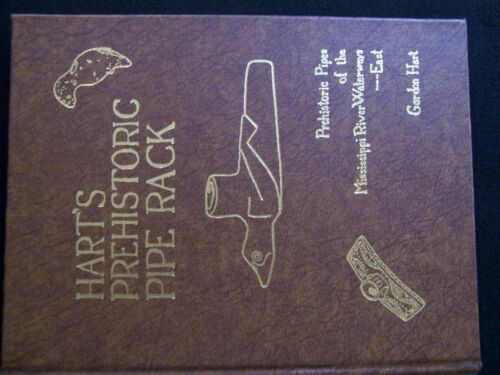 HART'S
PREHISTORIC
PIPE RACK
Prehistoric Pipes
of the
Mississippi River Waterways
—East
Gordon Hart